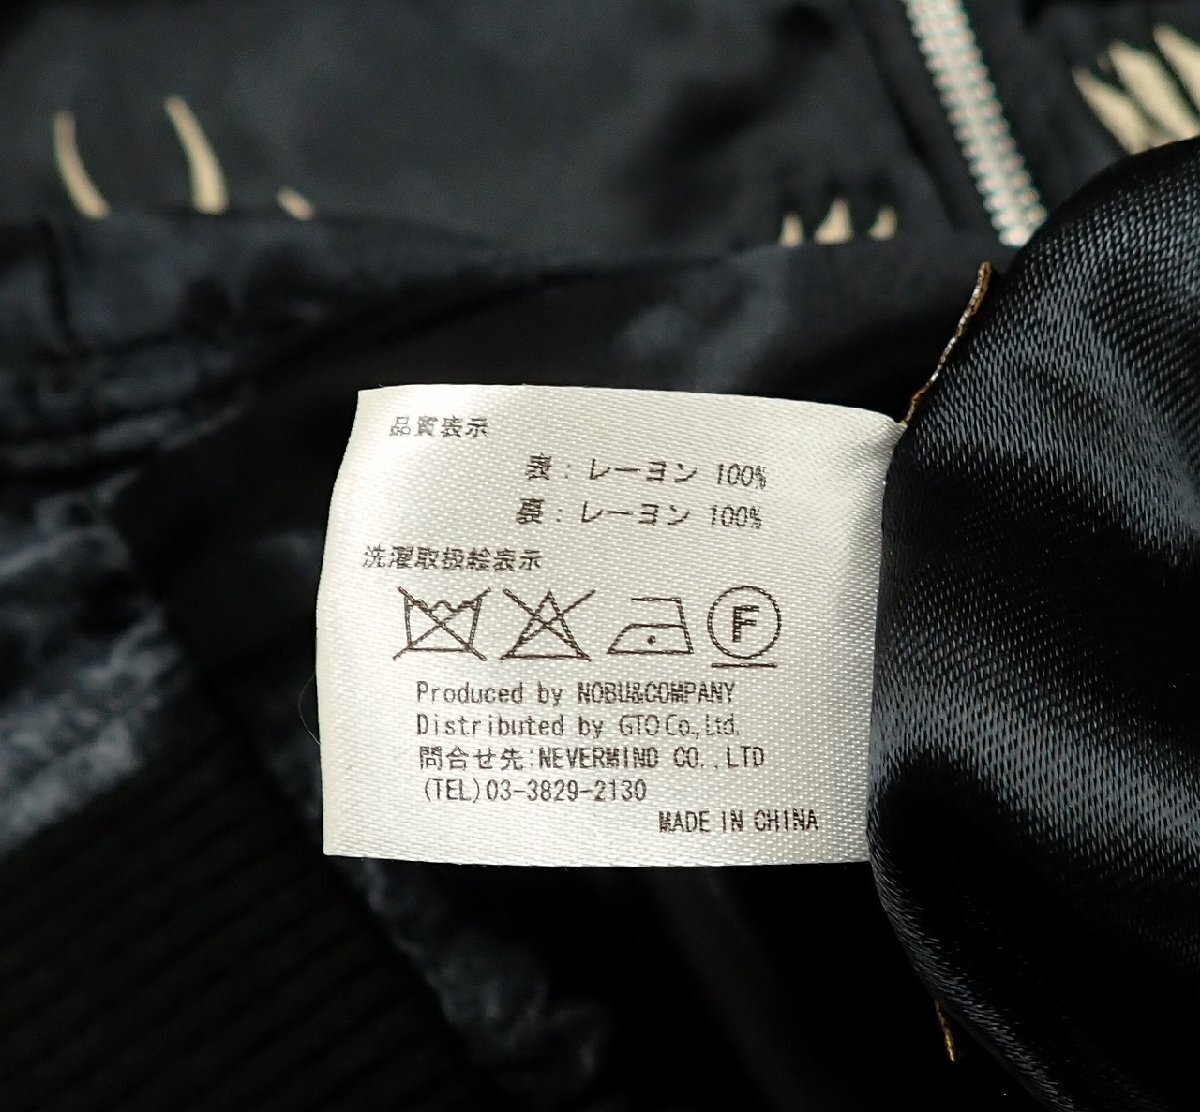 品質表示
表：レーヨン 100%
裏：レーヨン 100%
洗濯取扱絵表示
F
Produced by NOBU&COMPANY
Distributed by GTO Co., Ltd.
問合せ先:NEVERMIND CO.,LTD
(TEL)03-3829-2130
MADE IN CHINA